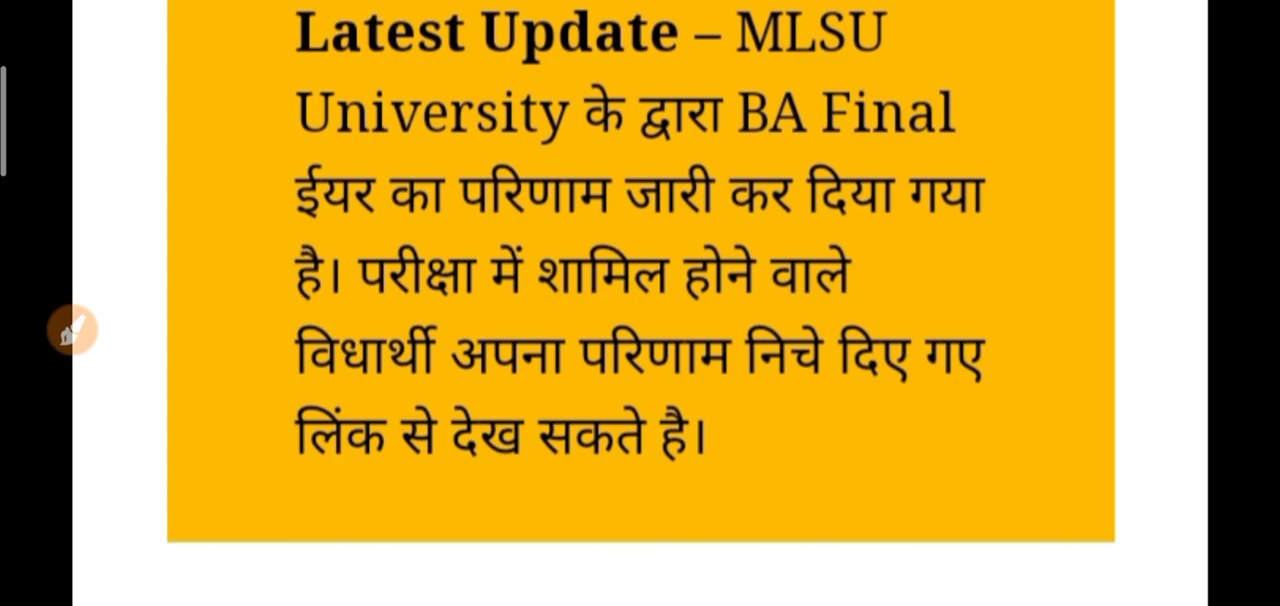 Latest Update – MLSU
University के द्वारा BA Final
ईयर का परिणाम जारी कर दिया गया
है। परीक्षा में शामिल होने वाले
विधार्थी अपना परिणाम निचे दिए गए
लिंक से देख सकते है।